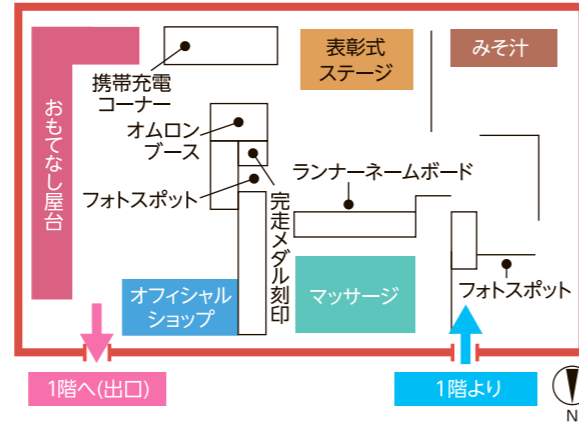 表彰式
ステージ
みそ汁
携帯充電
コーナー
おもてなし屋台
オムロン
ブース
フォトスポット
完走メダル刻印
ランナーネームボード
フォトスポット
オフィシャル
ショップ
マッサージ
1階へ(出口)
1階より
N